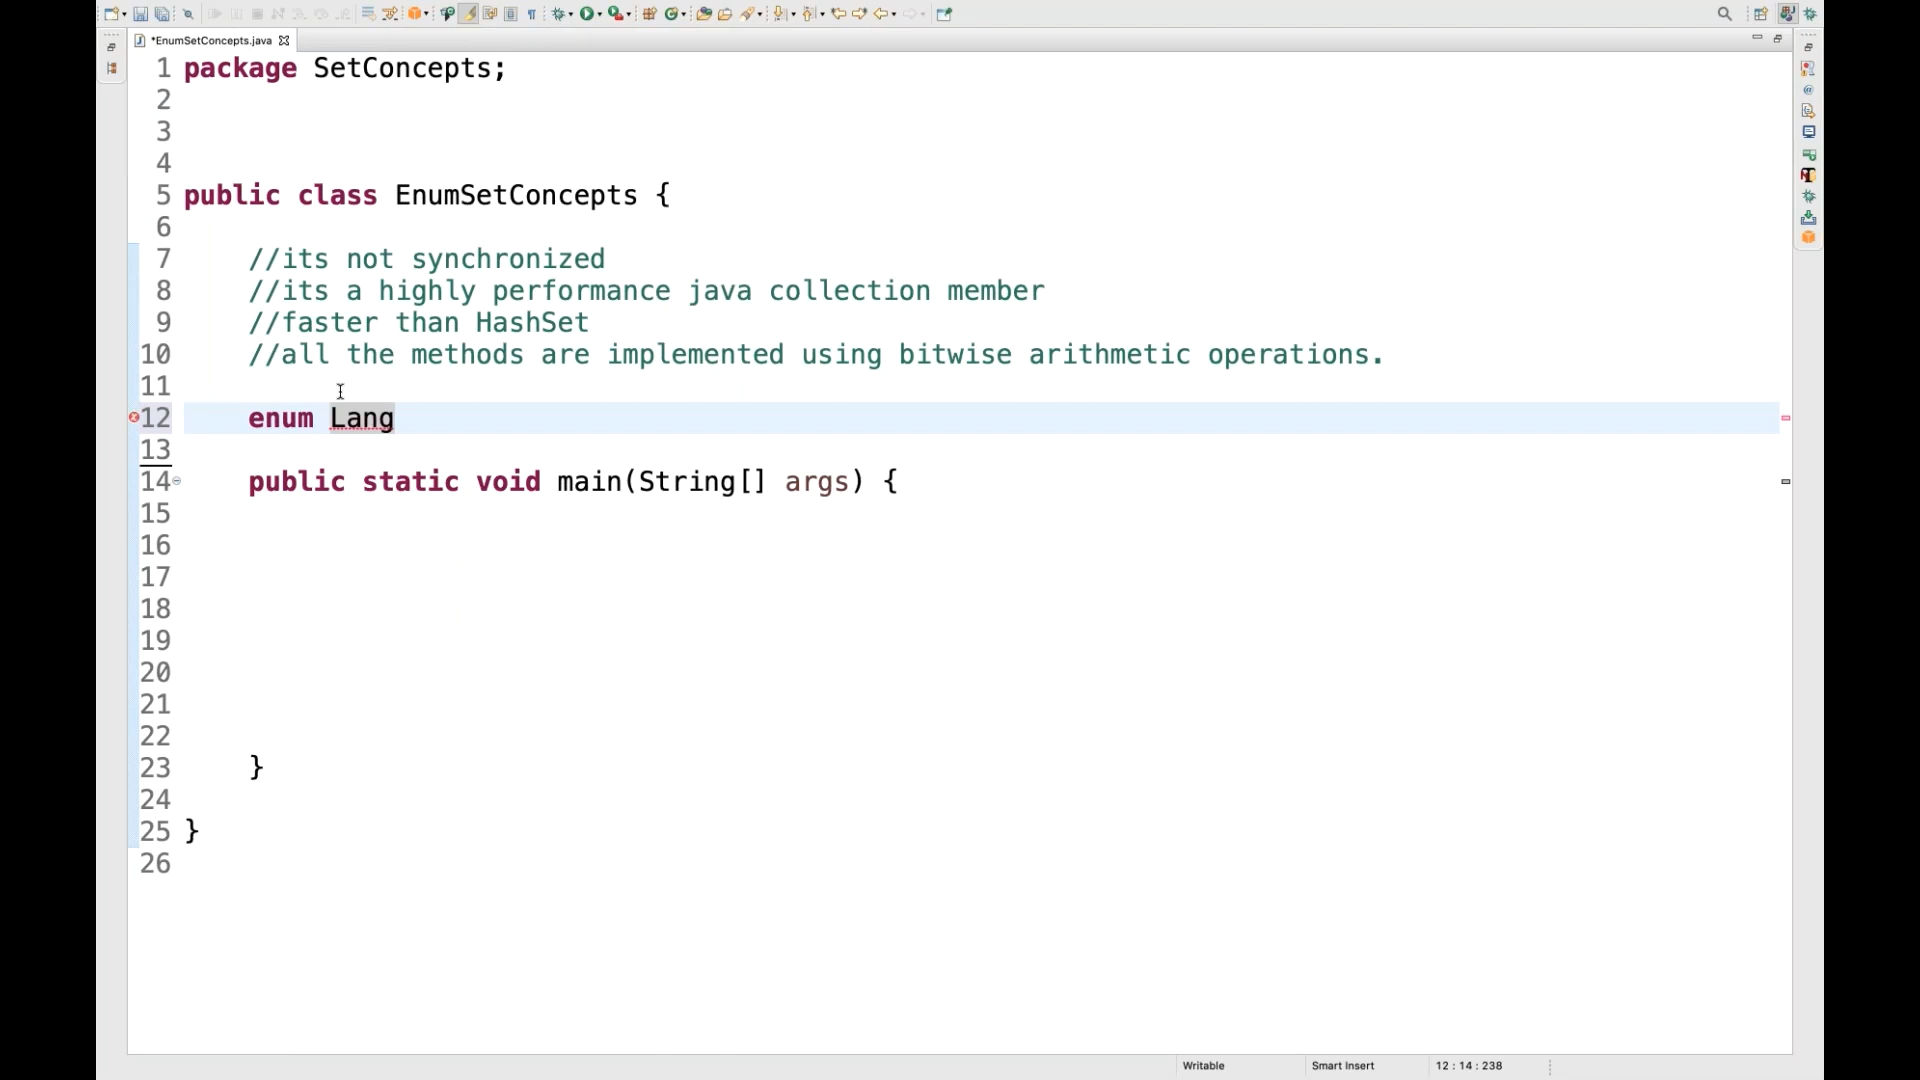 *EnumSetConcepts.java
1 package SetConcepts;
2
3
4
5 public class EnumSetConcepts {
6
7 //its not synchronized
8 //its a highly performance java collection member
9 //faster than HashSet
10 //all the methods are implemented using bitwise arithmetic operations.
11
12 enum Lang
13
14 public static void main(String[] args) {
15
16
17
18
19
20
21
22
23 }
24
25 }
26
Writable Smart Insert 12 : 14 : 238